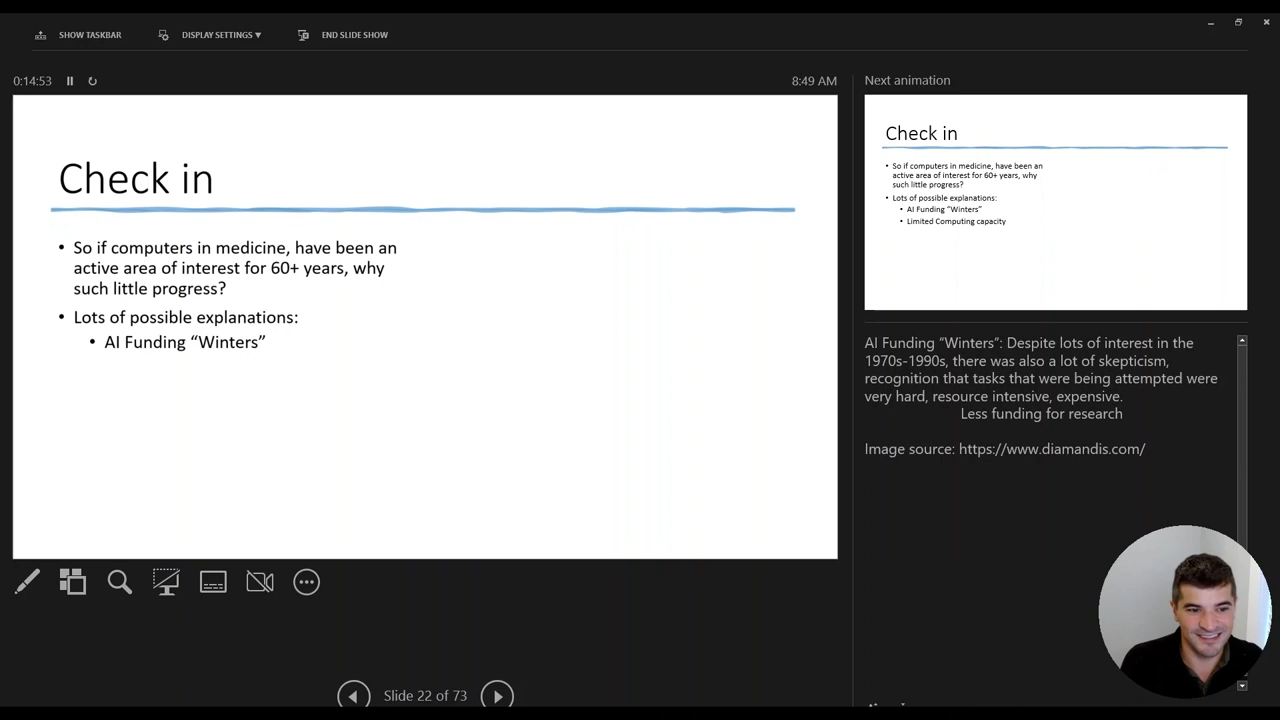 SHOW TASKBAR
DISPLAY SETTINGS ▼
END SLIDE SHOW
0:14:53
8:49 AM
Check in
• So if computers in medicine, have been an
active area of interest for 60+ years, why
such little progress?
• Lots of possible explanations:
• AI Funding “Winters”
Next animation
Check in
• So if computers in medicine, have been an
active area of interest for 60+ years, why
such little progress?
• Lots of possible explanations:
• AI Funding “Winters”
• Limited Computing capacity
AI Funding “Winters”: Despite lots of interest in the
1970s-1990s, there was also a lot of skepticism,
recognition that tasks that were being attempted were
very hard, resource intensive, expensive.
Less funding for research
Image source: https://www.diamandis.com/
Slide 22 of 73